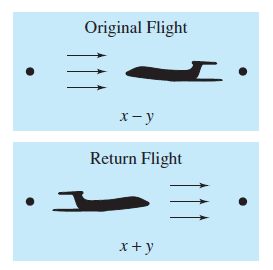 Original Flight
x − y
Return Flight
x + y